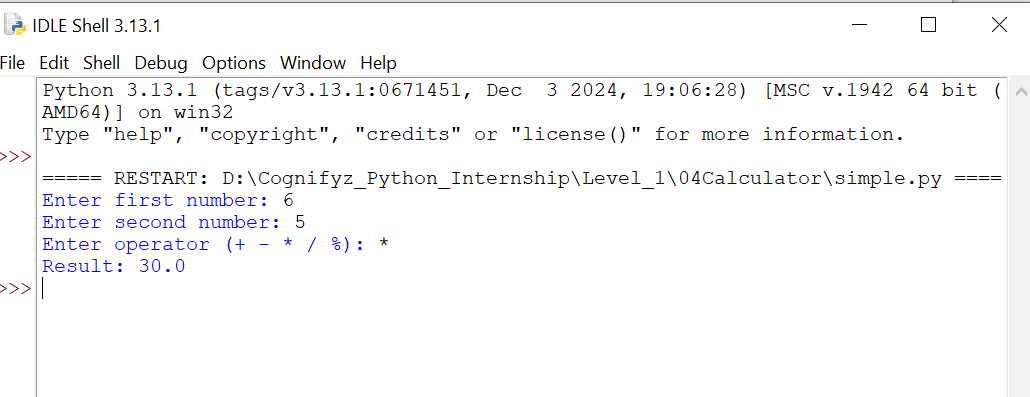 IDLE Shell 3.13.1
File Edit Shell Debug Options Window Help
Python 3.13.1 (tags/v3.13.1:0671451, Dec  3 2024, 19:06:28) [MSC v.1942 64 bit (
AMD64)] on win32
Type "help", "copyright", "credits" or "license()" for more information.
>>>
===== RESTART: D:\Cognifyz_Python_Internship\Level_1\04Calculator\simple.py ====
Enter first number: 6
Enter second number: 5
Enter operator (+ - * / %): *
Result: 30.0
>>>